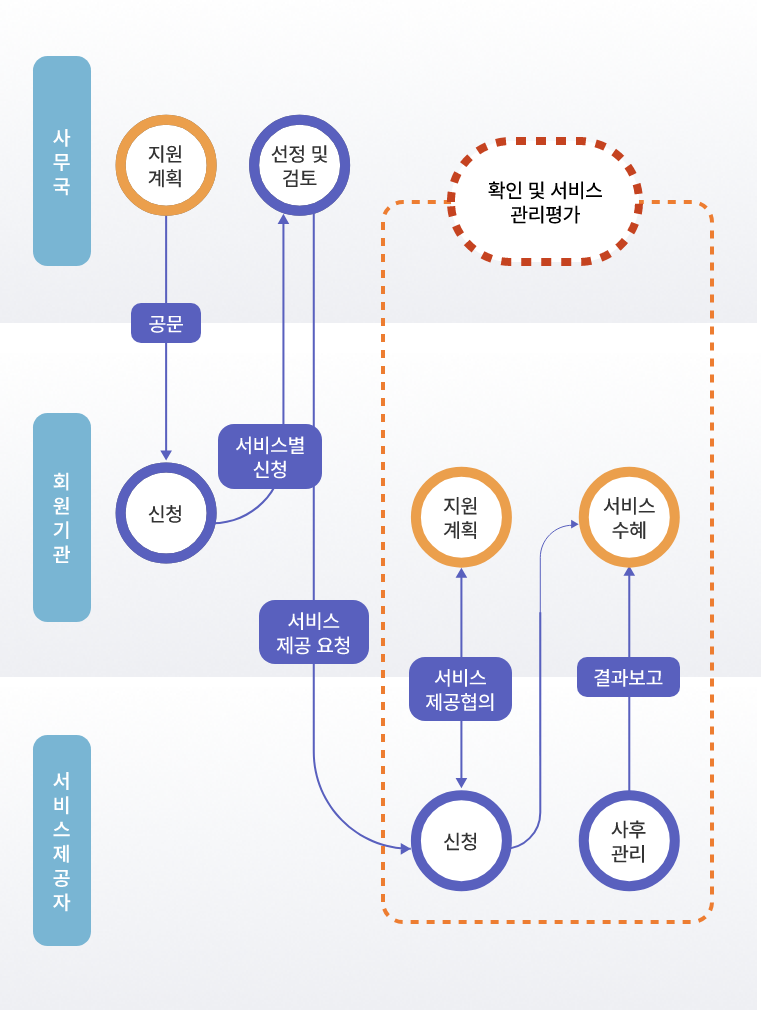 사무국
지원
계획
선정 및
검토
확인 및 서비스
관리평가
공문
회원기관
서비스별
신청
신청
지원
계획
서비스
수혜
서비스
제공 요청
서비스
제공협의
결과보고
서비스제공자
신청
사후
관리